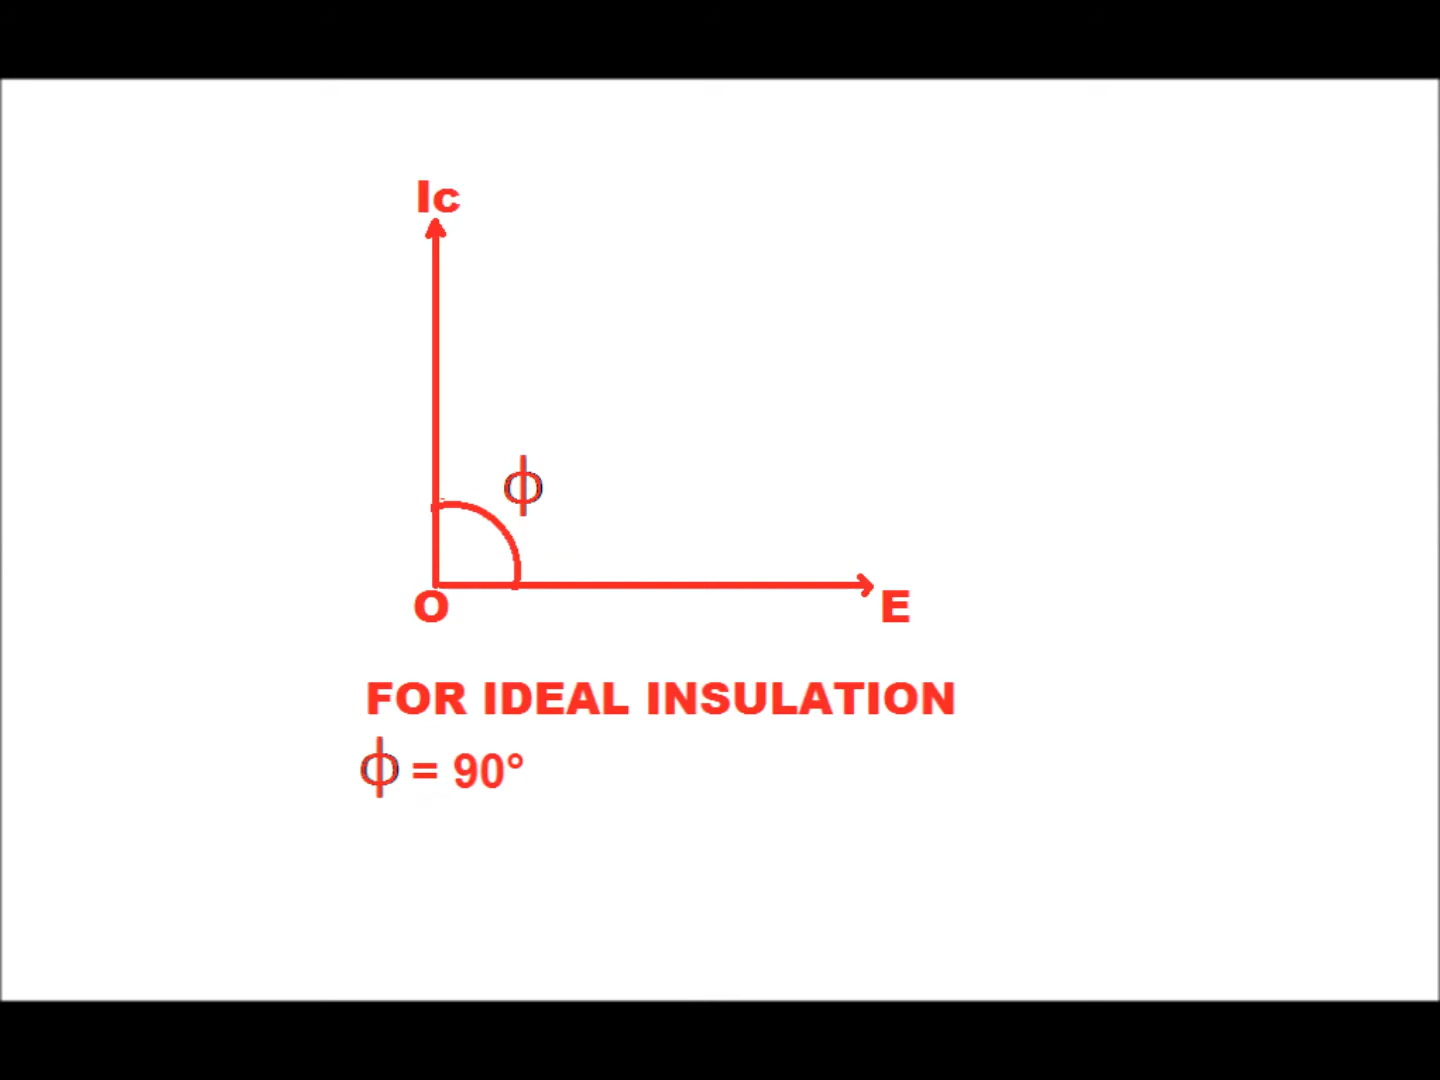 Ic
ϕ
O
E
FOR IDEAL INSULATION
ϕ = 90°